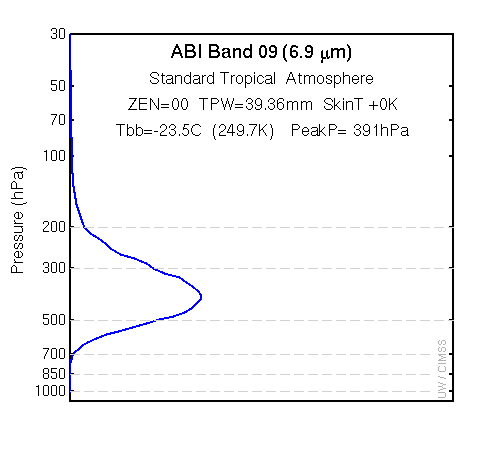 ABI Band 09 (6.9 μm)
Standard Tropical Atmosphere
ZEN=00 TPW=39.36mm SkinT +0K
Tbb=-23.5C (249.7K) PeakP= 391hPa
Pressure (hPa)
30
50
70
100
200
300
500
700
850
1000
UW / CIMSS